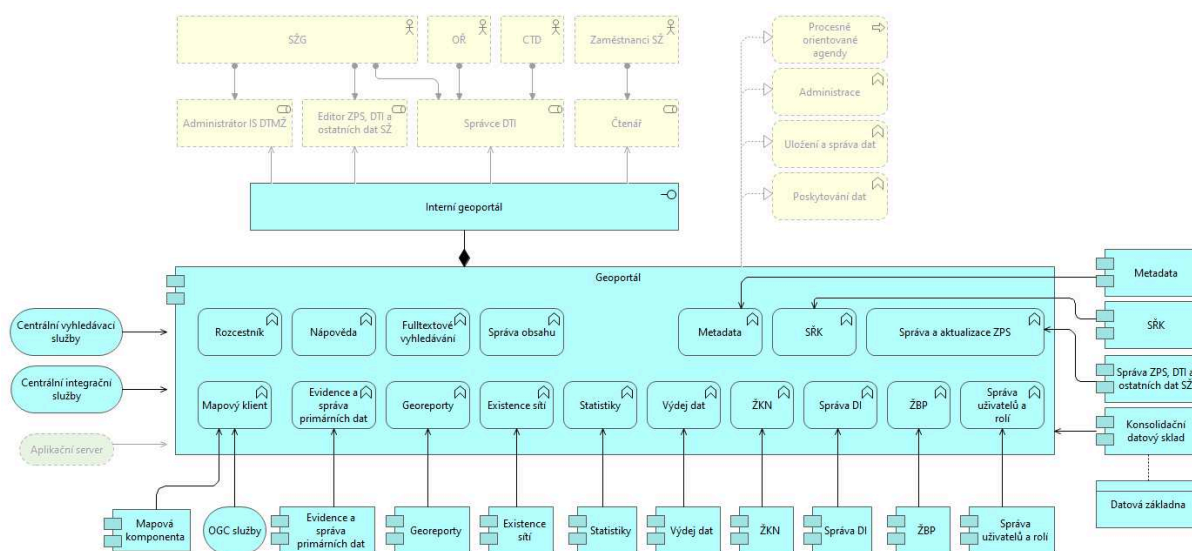 SŽG
OŘ
CTD
Zaměstnanci SŽ
Procesně
orientované
agendy
Administrátor IS DTMŽ
Editor ZPS, DTI a
ostatních dat SŽ
Správce DTI
Čtenář
Administrace
Uložení a správa dat
Poskytování dat
Interní geoportál
Geoportál
Metadata
Centrální vyhledávací
služby
Rozcestník
Nápověda
Fulltextové
vyhledávání
Správa obsahu
Metadata
SŘK
Správa a aktualizace ZPS
SŘK
Centrální integrační
služby
Mapový klient
Evidence a
správa
primárních dat
Georeporty
Existence sítí
Statistiky
Výdej dat
ŽKN
Správa DI
ŽBP
Správa
uživatelů a
rolí
Správa ZPS, DTI a
ostatních dat SŽ
Aplikační server
Konsolidační
datový sklad
Datová základna
Mapová
komponenta
OGC služby
Evidence a
správa
primárních dat
Georeporty
Existence
sítí
Statistiky
Výdej dat
ŽKN
Správa DI
ŽBP
Správa
uživatelů a rolí